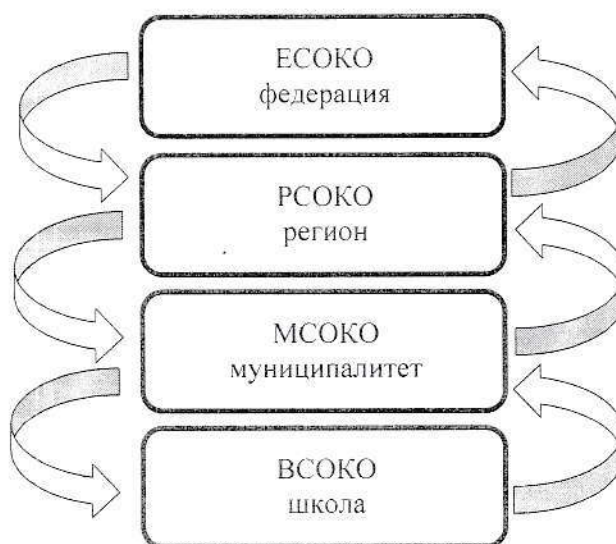 ЕСОКО
федерация
РСОКО
регион
МСОКО
муниципалитет
ВСОКО
школа